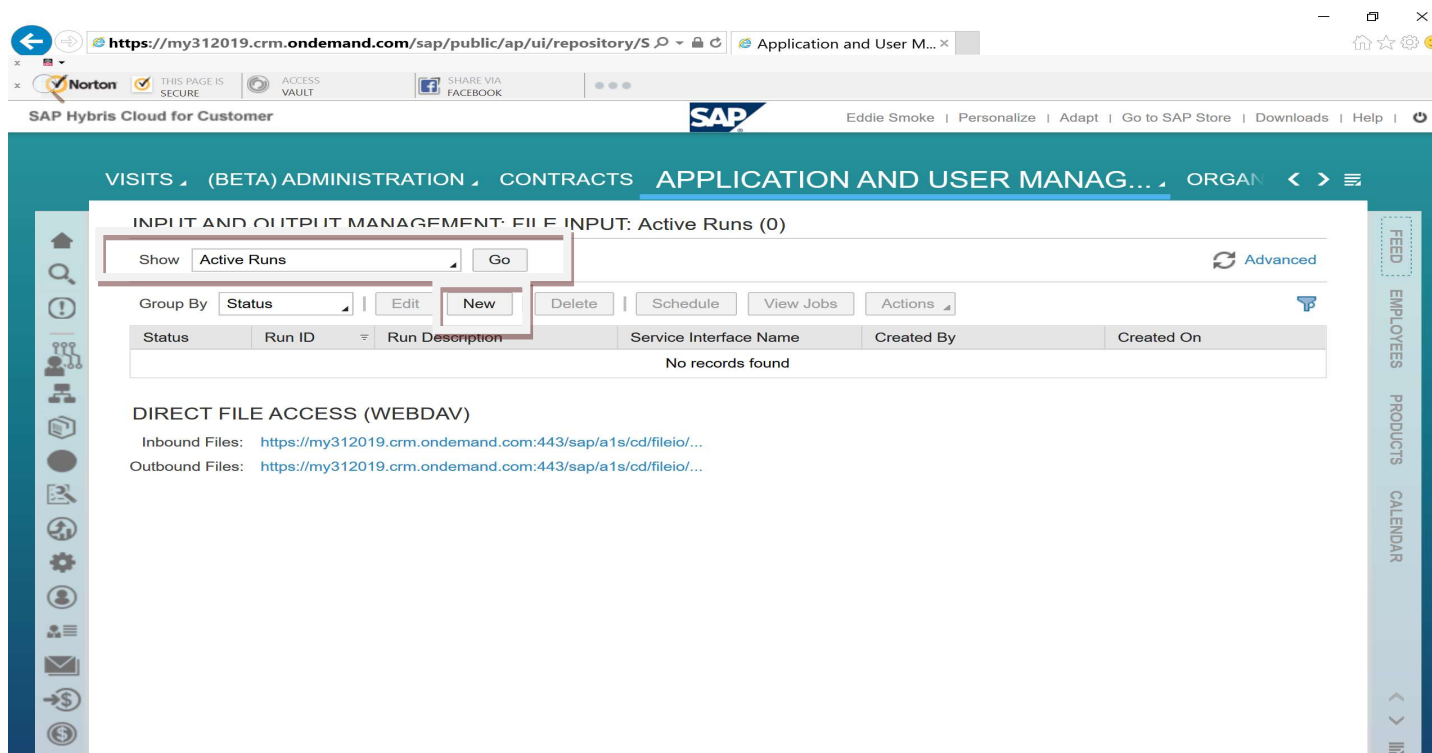 https://my312019.crm.ondemand.com/sap/public/ap/ui/repository/S
Application and User M...
Norton
THIS PAGE IS SECURE
ACCESS VAULT
SHARE VIA FACEBOOK
SAP Hybris Cloud for Customer
SAP
Eddie Smoke | Personalize | Adapt | Go to SAP Store | Downloads | Help |
VISITS (BETA) ADMINISTRATION CONTRACTS APPLICATION AND USER MANAG... ORGAN
INPUT AND OUTPUT MANAGEMENT: FILE INPUT: Active Runs (0)
Show Active Runs Go Advanced
Group By Status | Edit New Delete | Schedule View Jobs Actions
Status Run ID Run Description Service Interface Name Created By Created On
No records found
DIRECT FILE ACCESS (WEBDAV)
Inbound Files: https://my312019.crm.ondemand.com:443/sap/a1s/cd/fileio/...
Outbound Files: https://my312019.crm.ondemand.com:443/sap/a1s/cd/fileio/...
FEED
EMPLOYEES
PRODUCTS
CALENDAR